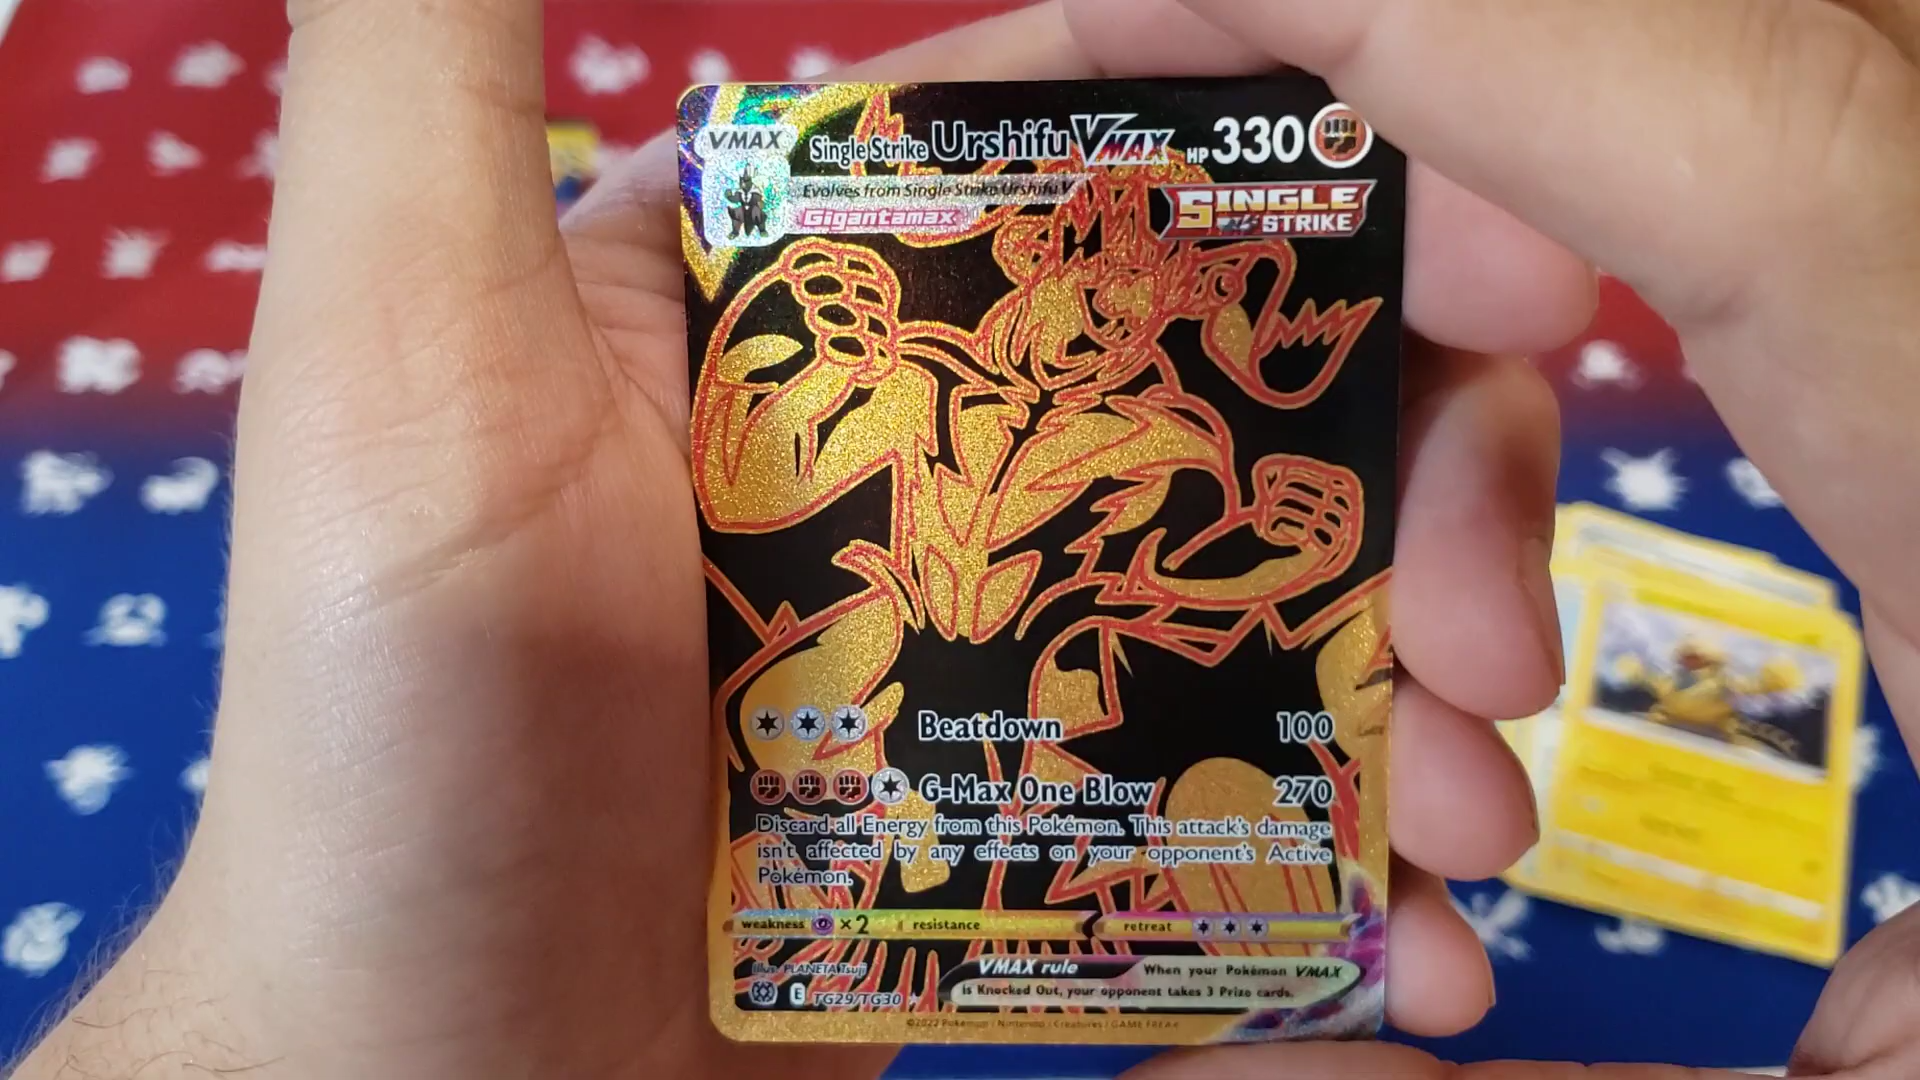 VMAX Single Strike Urshifu VMAX HP 330
Evolves from Single Strike Urshifu V
Gigantamax
SINGLE
STRIKE
Beatdown 100
G-Max One Blow 270
Discard all Energy from this Pokémon. This attack's damage
isn't affected by any effects on your opponent's Active
Pokémon.
weakness ×2 resistance retreat
Illus. PLANETA Tsuji
VMAX rule When your Pokémon VMAX
is Knocked Out, your opponent takes 3 Prize cards.
E TG29/TG30
©2022 Pokémon / Nintendo / Creatures / GAME FREAK